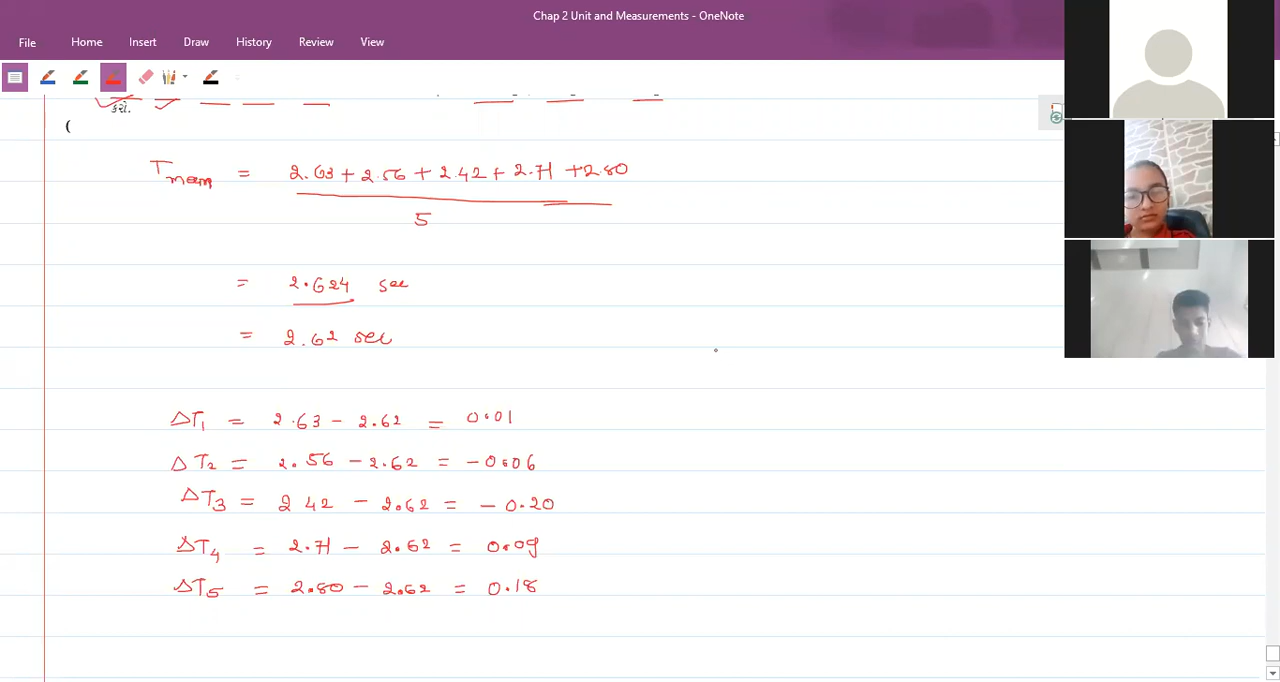 Chap 2 Unit and Measurements - OneNote
File Home Insert Draw History Review View
કરો.
(
Tmean = 2.63 + 2.56 + 2.42 + 2.71 + 2.80
5
= 2.624 sec
= 2.62 sec
ΔT1 = 2.63 - 2.62 = 0.01
ΔT2 = 2.56 - 2.62 = -0.06
ΔT3 = 2 42 - 2.62 = - 0.20
ΔT4 = 2.71 - 2.62 = 0.09
ΔT5 = 2.80 - 2.62 = 0.18